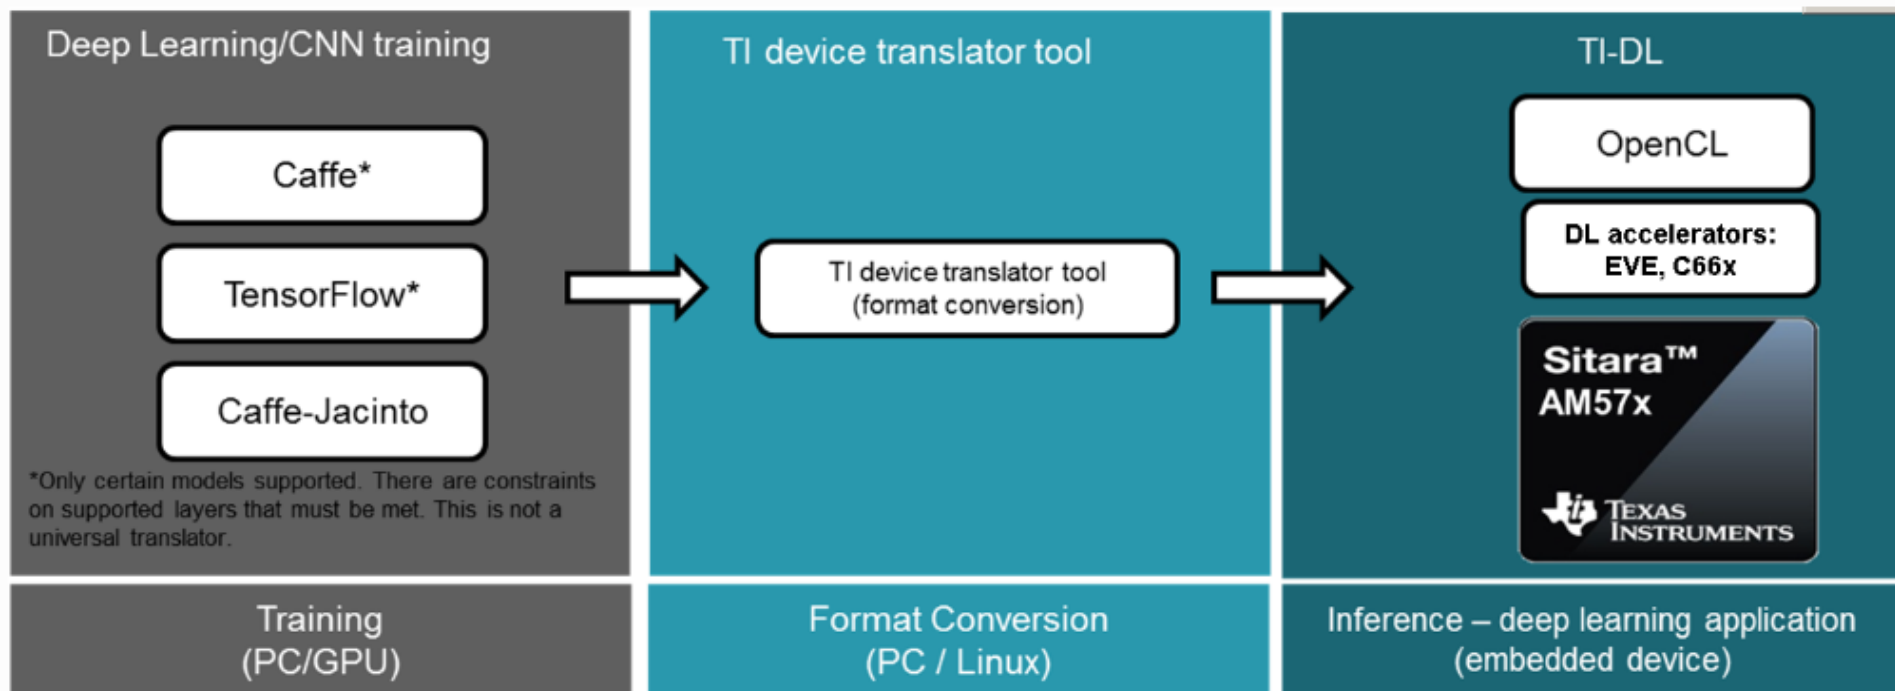 Deep Learning/CNN training
Caffe*
TensorFlow*
Caffe-Jacinto
*Only certain models supported. There are constraints
on supported layers that must be met. This is not a
universal translator.
Training
(PC/GPU)
TI device translator tool
TI device translator tool
(format conversion)
Format Conversion
(PC / Linux)
TI-DL
OpenCL
DL accelerators:
EVE, C66x
Sitara™
AM57x
TEXAS
INSTRUMENTS
Inference – deep learning application
(embedded device)